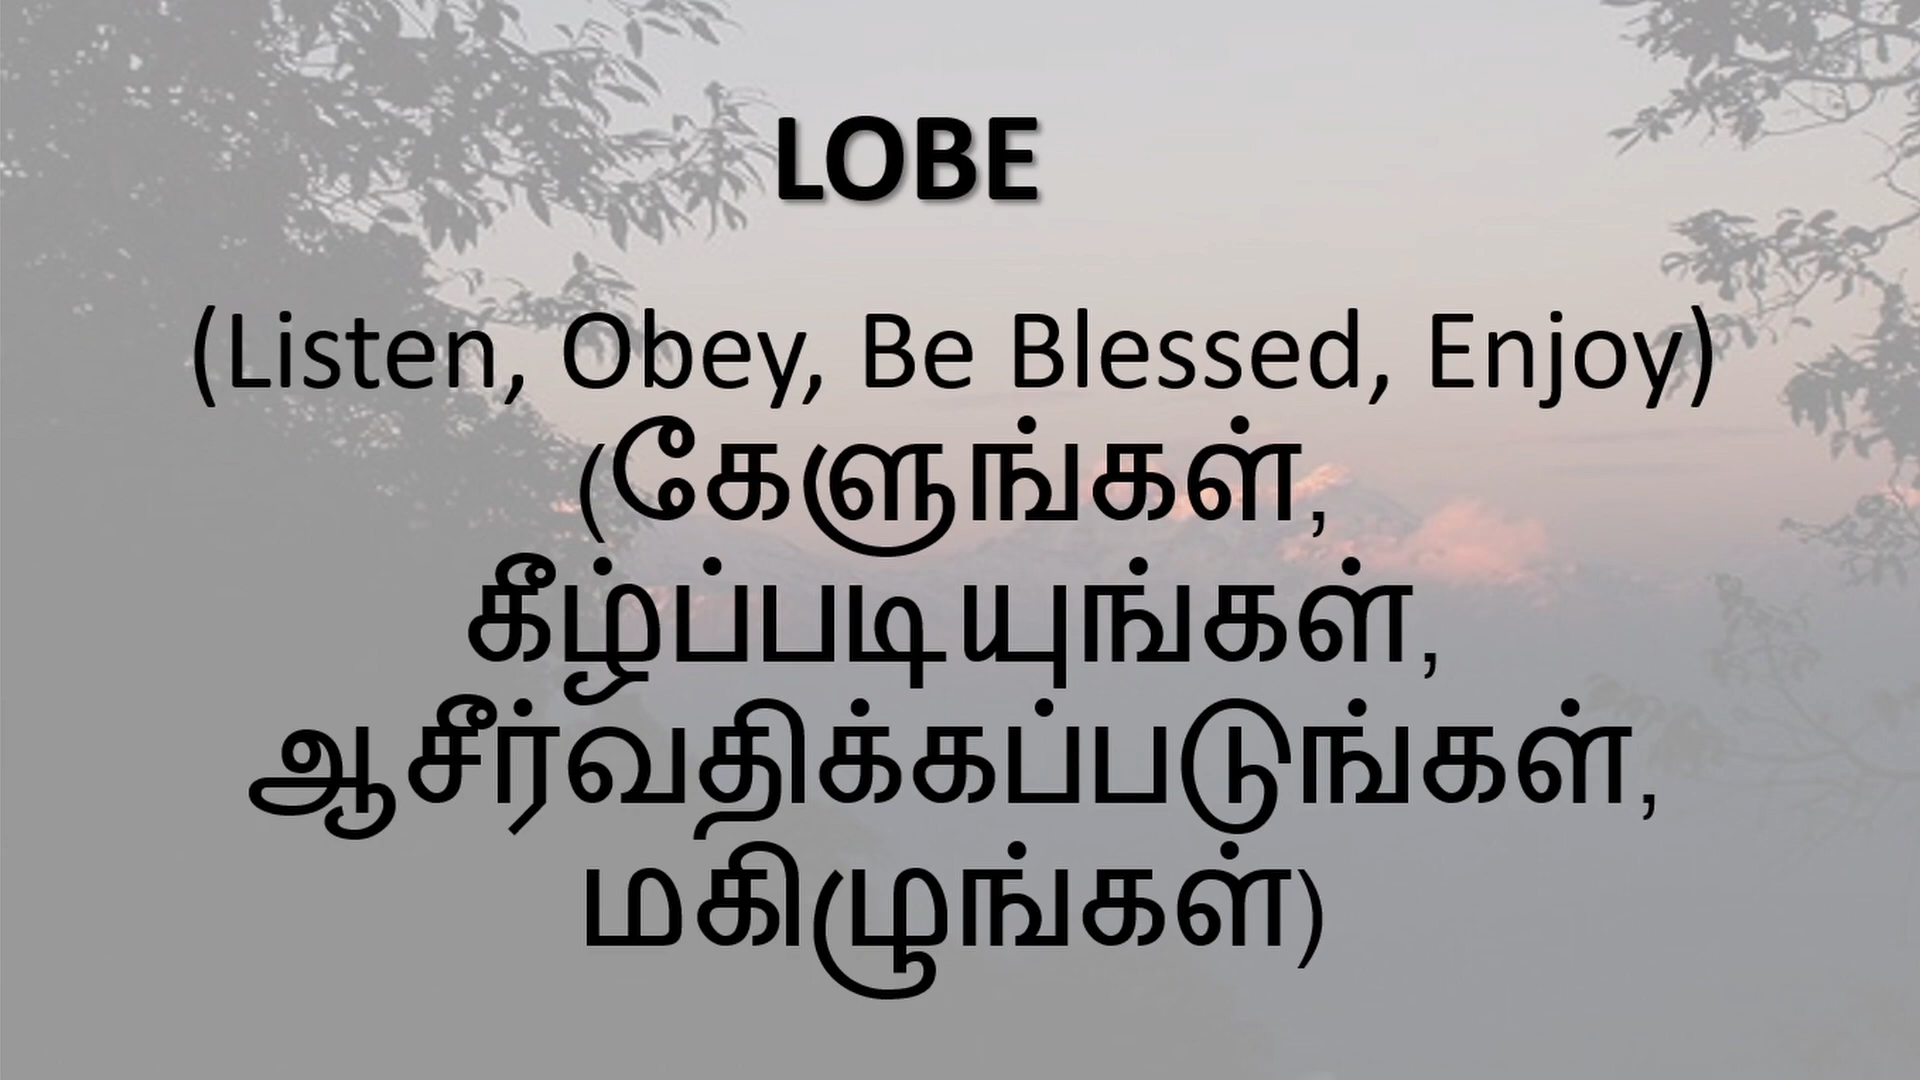 LOBE
(Listen, Obey, Be Blessed, Enjoy)
(கேளுங்கள்,
கீழ்ப்படியுங்கள்,
ஆசீர்வதிக்கப்படுங்கள்,
மகிழுங்கள்)